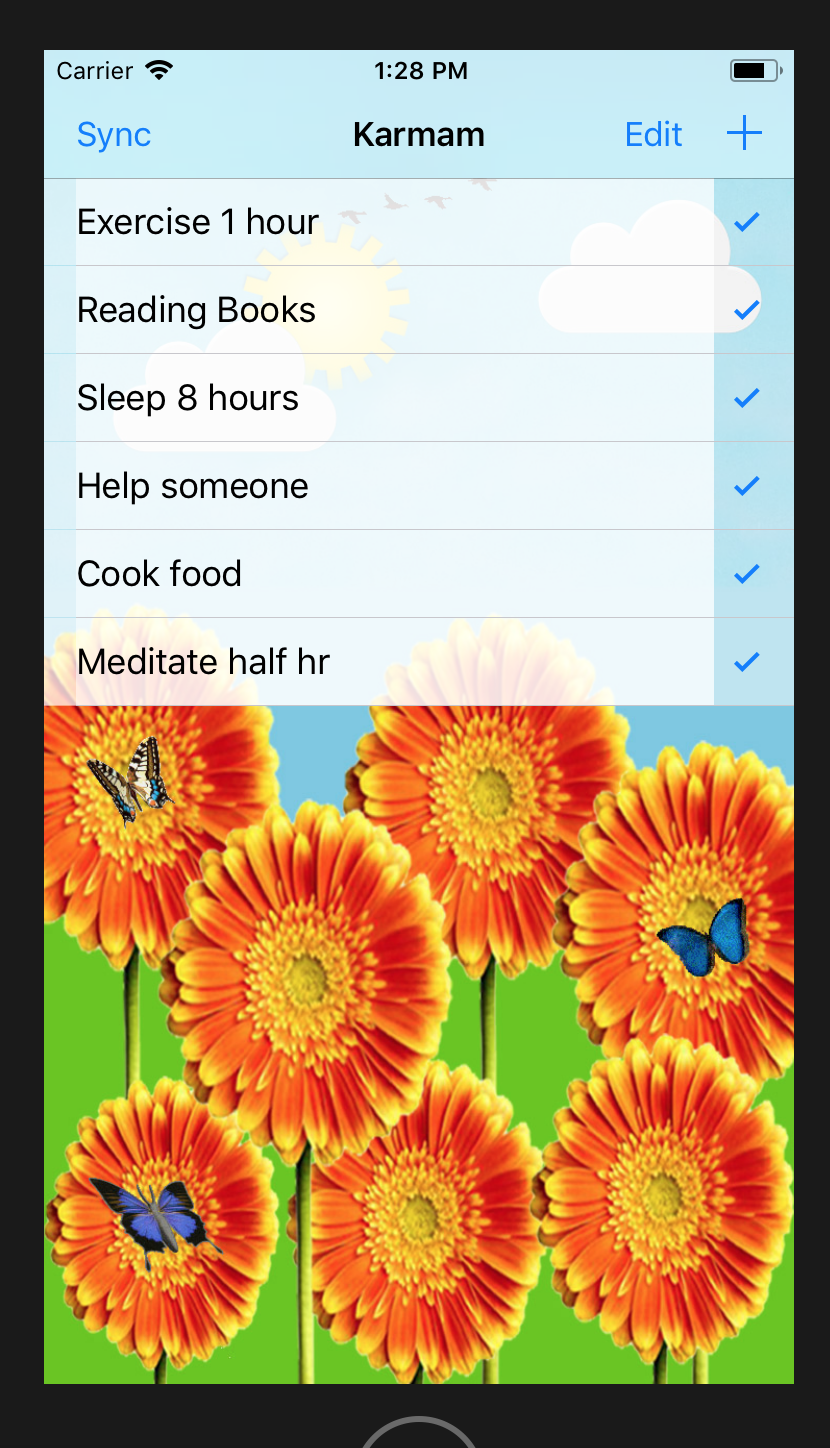 Carrier 1:28 PM
Sync Karmam Edit
Exercise 1 hour
Reading Books
Sleep 8 hours
Help someone
Cook food
Meditate half hr